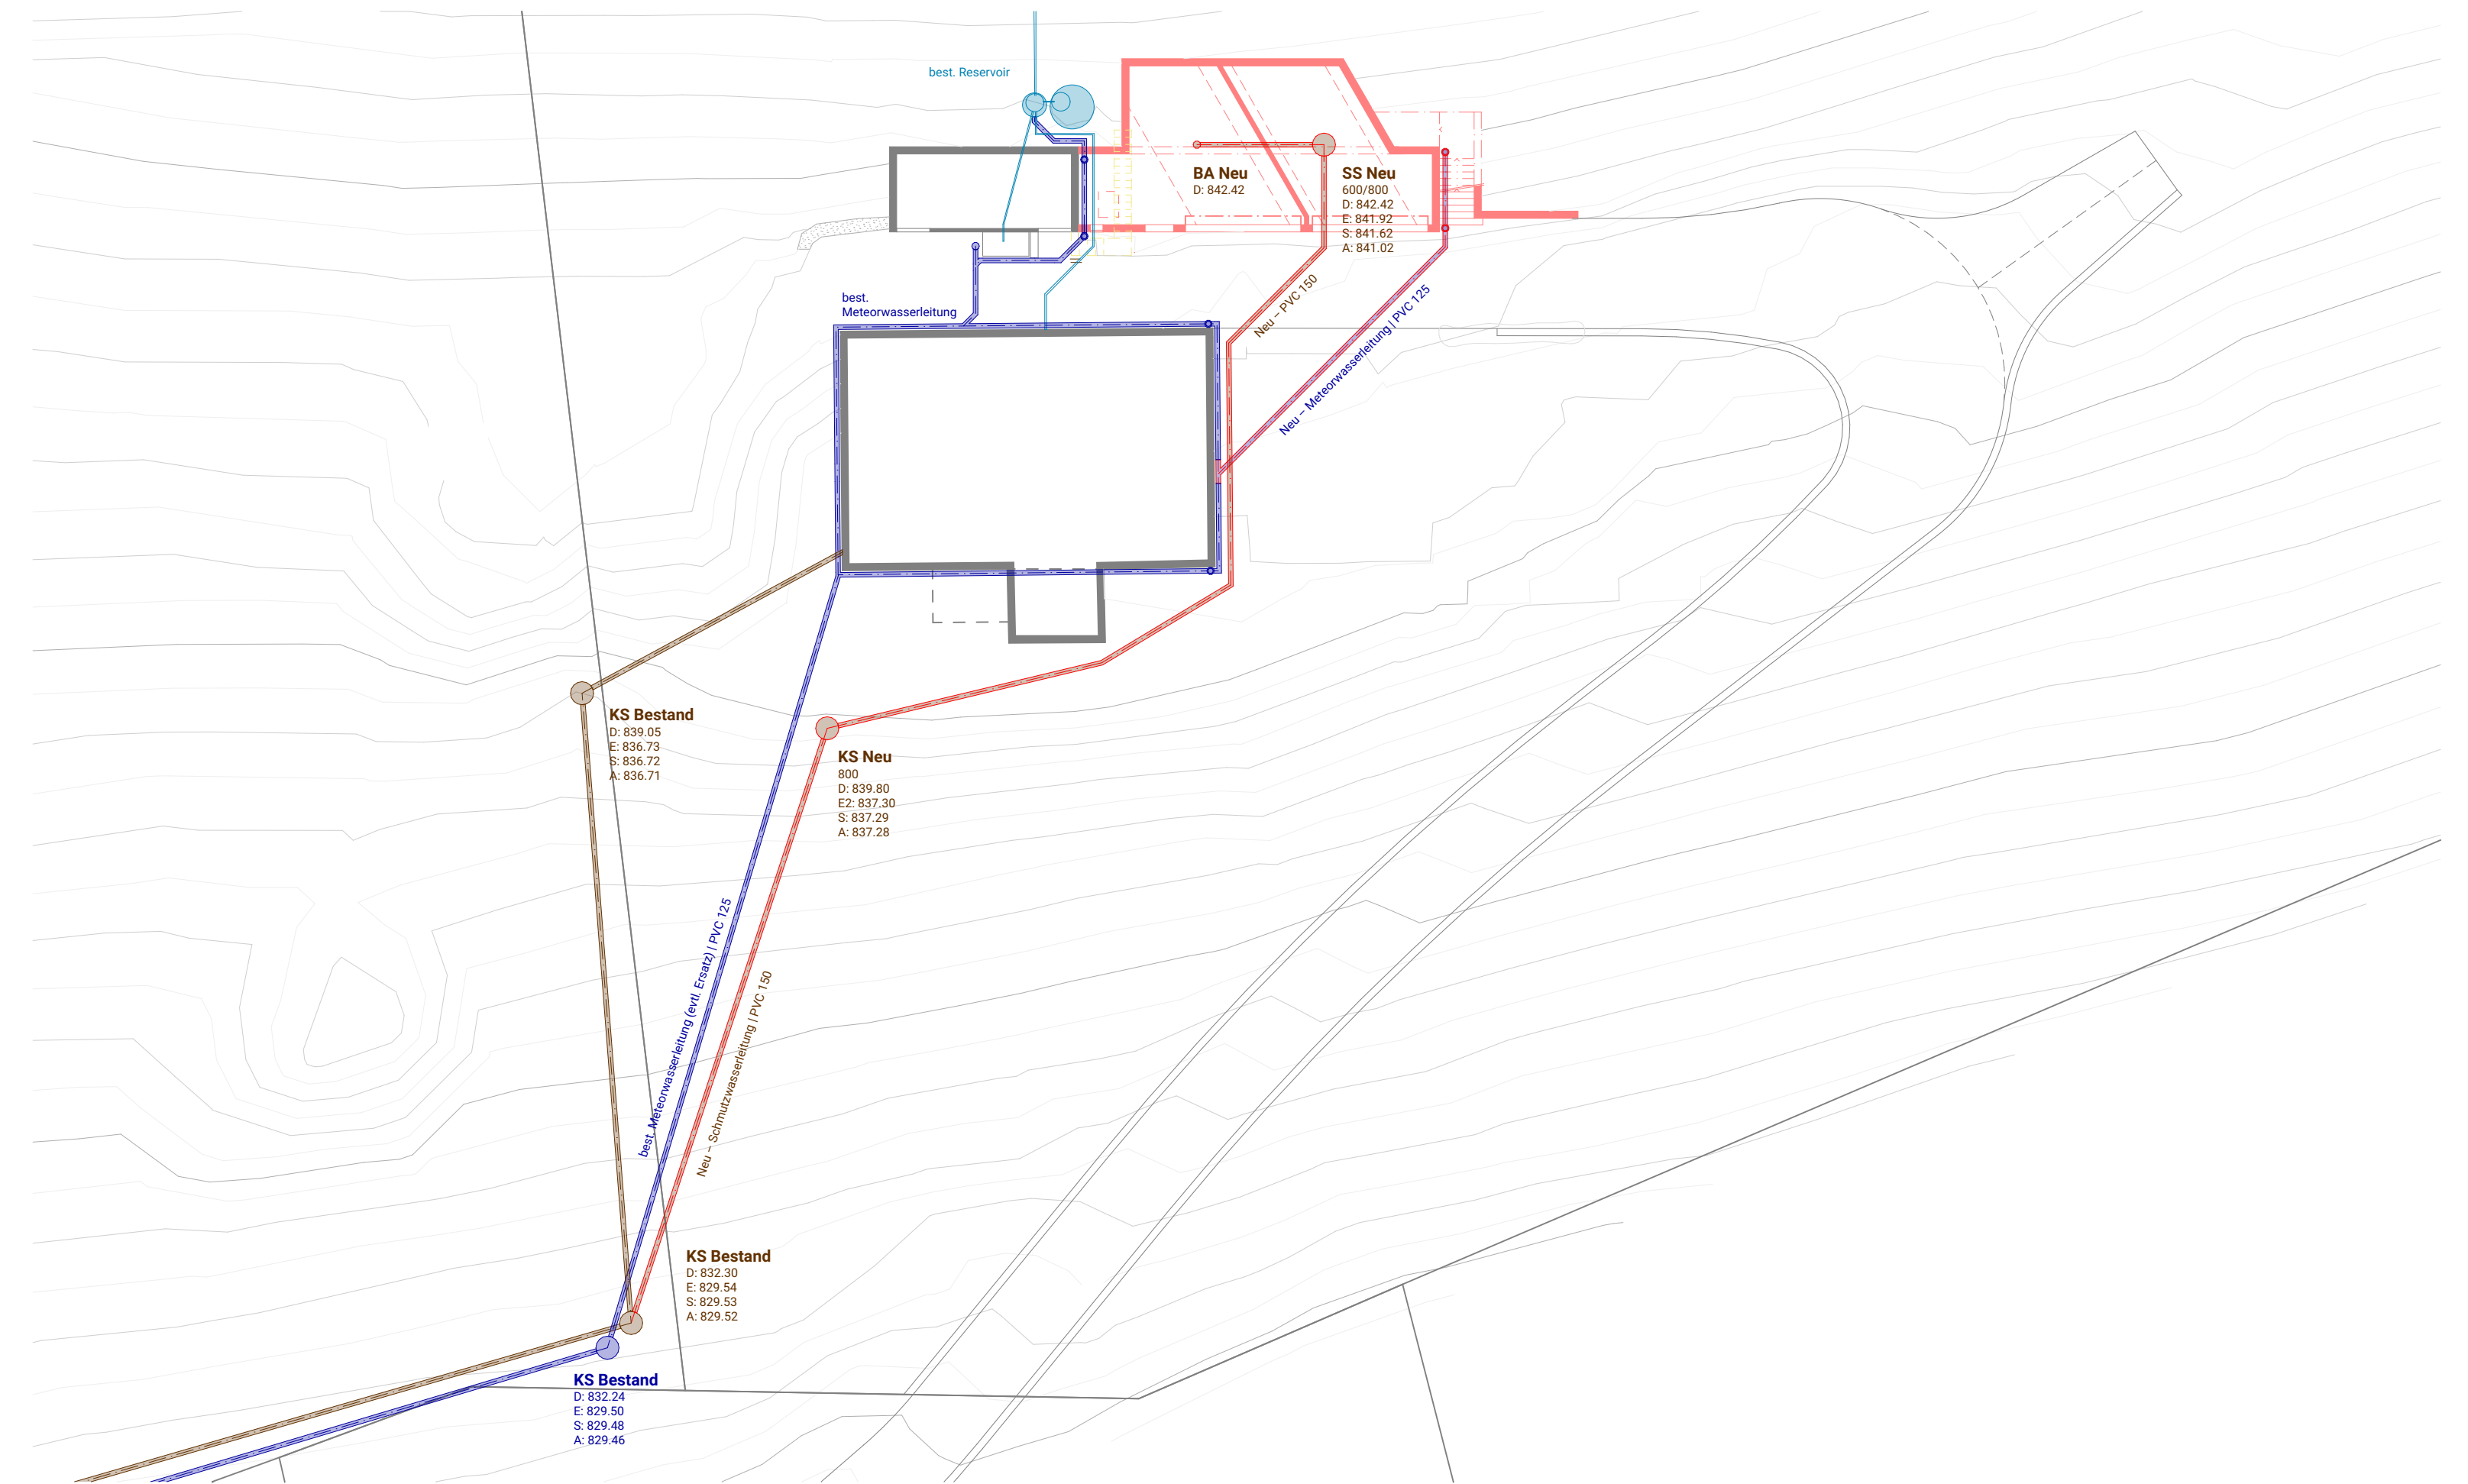 best. Reservoir
BA Neu
D: 842.42
SS Neu
600/800
D: 842.42
E: 841.92
S: 841.62
A: 841.02
best.
Meteorwasserleitung
Neu – PVC 150
Neu – Meteorwasserleitung | PVC 125
KS Bestand
D: 839.05
E: 836.73
S: 836.72
A: 836.71
KS Neu
800
D: 839.80
E2: 837.30
S: 837.29
A: 837.28
best. Meteorwasserleitung (evtl. Ersatz) | PVC 125
Neu – Schmutzwasserleitung | PVC 150
KS Bestand
D: 832.30
E: 829.54
S: 829.53
A: 829.52
KS Bestand
D: 832.24
E: 829.50
S: 829.48
A: 829.46